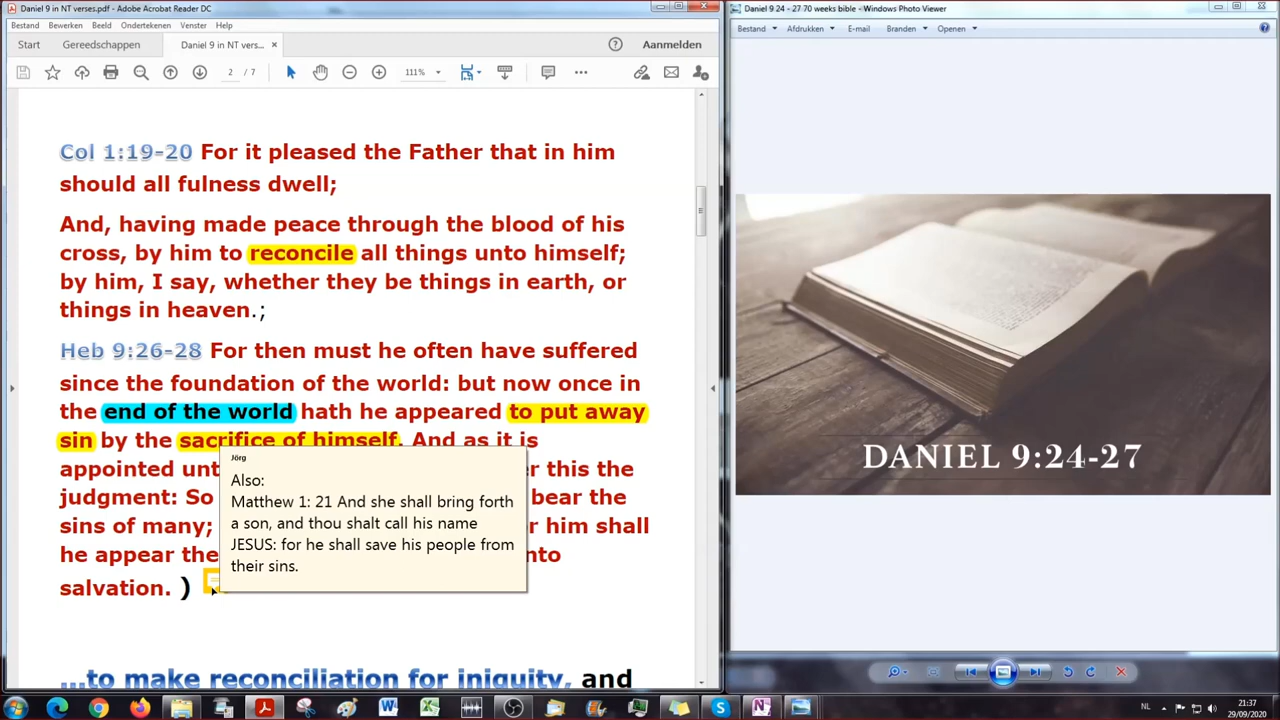 Daniel 9 in NT verses.pdf - Adobe Acrobat Reader DC
Bestand Bewerken Beeld Ondertekenen Venster Help
Start Gereedschappen Daniel 9 in NT vers... × Aanmelden
2 / 7 111%
Col 1:19-20 For it pleased the Father that in him
should all fulness dwell;
And, having made peace through the blood of his
cross, by him to reconcile all things unto himself;
by him, I say, whether they be things in earth, or
things in heaven.;
Heb 9:26-28 For then must he often have suffered
since the foundation of the world: but now once in
the end of the world hath he appeared to put away
sin by the sacrifice of himself. And as it is
appointed unt
er this the
judgment: So
bear the
sins of many;
or him shall
he appear the
nto
salvation. )
Jörg
Also:
Matthew 1: 21 And she shall bring forth
a son, and thou shalt call his name
JESUS: for he shall save his people from
their sins.
...to make reconciliation for iniquity, and
Daniel 9 24 - 27 70 weeks bible - Windows Photo Viewer
Bestand Afdrukken E-mail Branden Openen
DANIEL 9:24-27
NL
21:37
29/09/2020